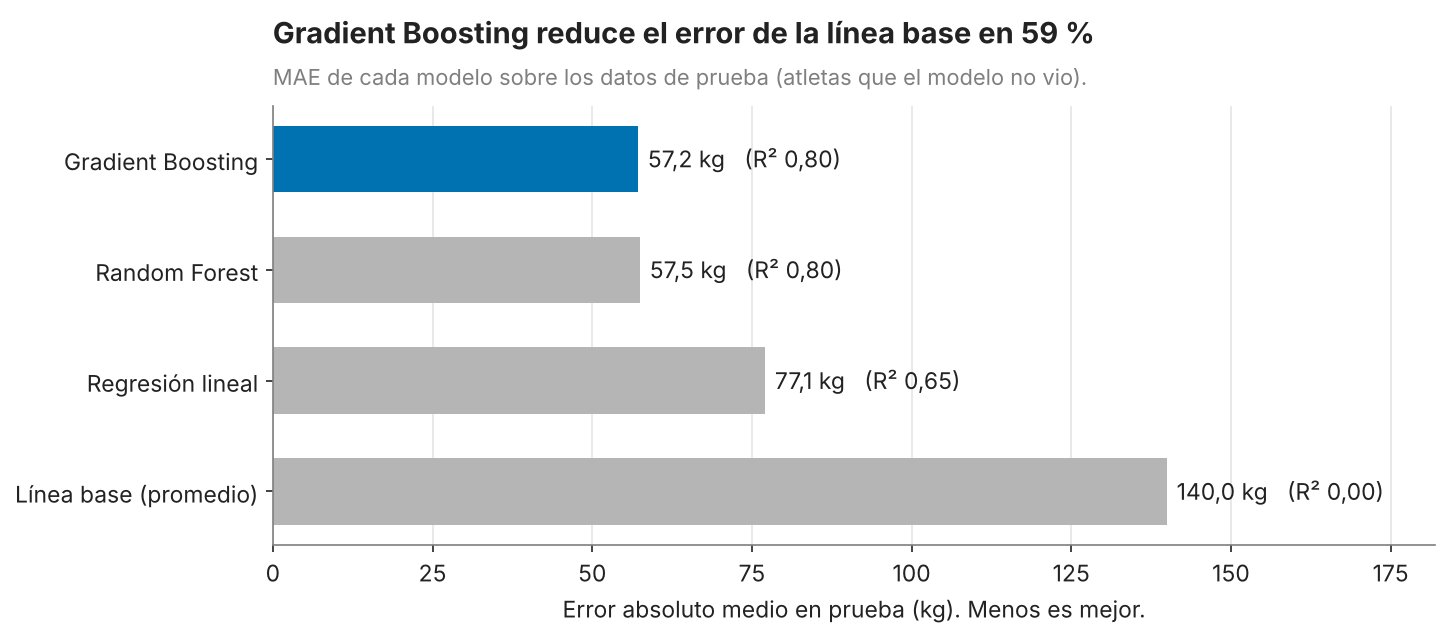 Gradient Boosting reduce el error de la línea base en 59 %
MAE de cada modelo sobre los datos de prueba (atletas que el modelo no vio).
Gradient Boosting 57,2 kg (R² 0,80)
Random Forest 57,5 kg (R² 0,80)
Regresión lineal 77,1 kg (R² 0,65)
Línea base (promedio) 140,0 kg (R² 0,00)
0 25 50 75 100 125 150 175
Error absoluto medio en prueba (kg). Menos es mejor.